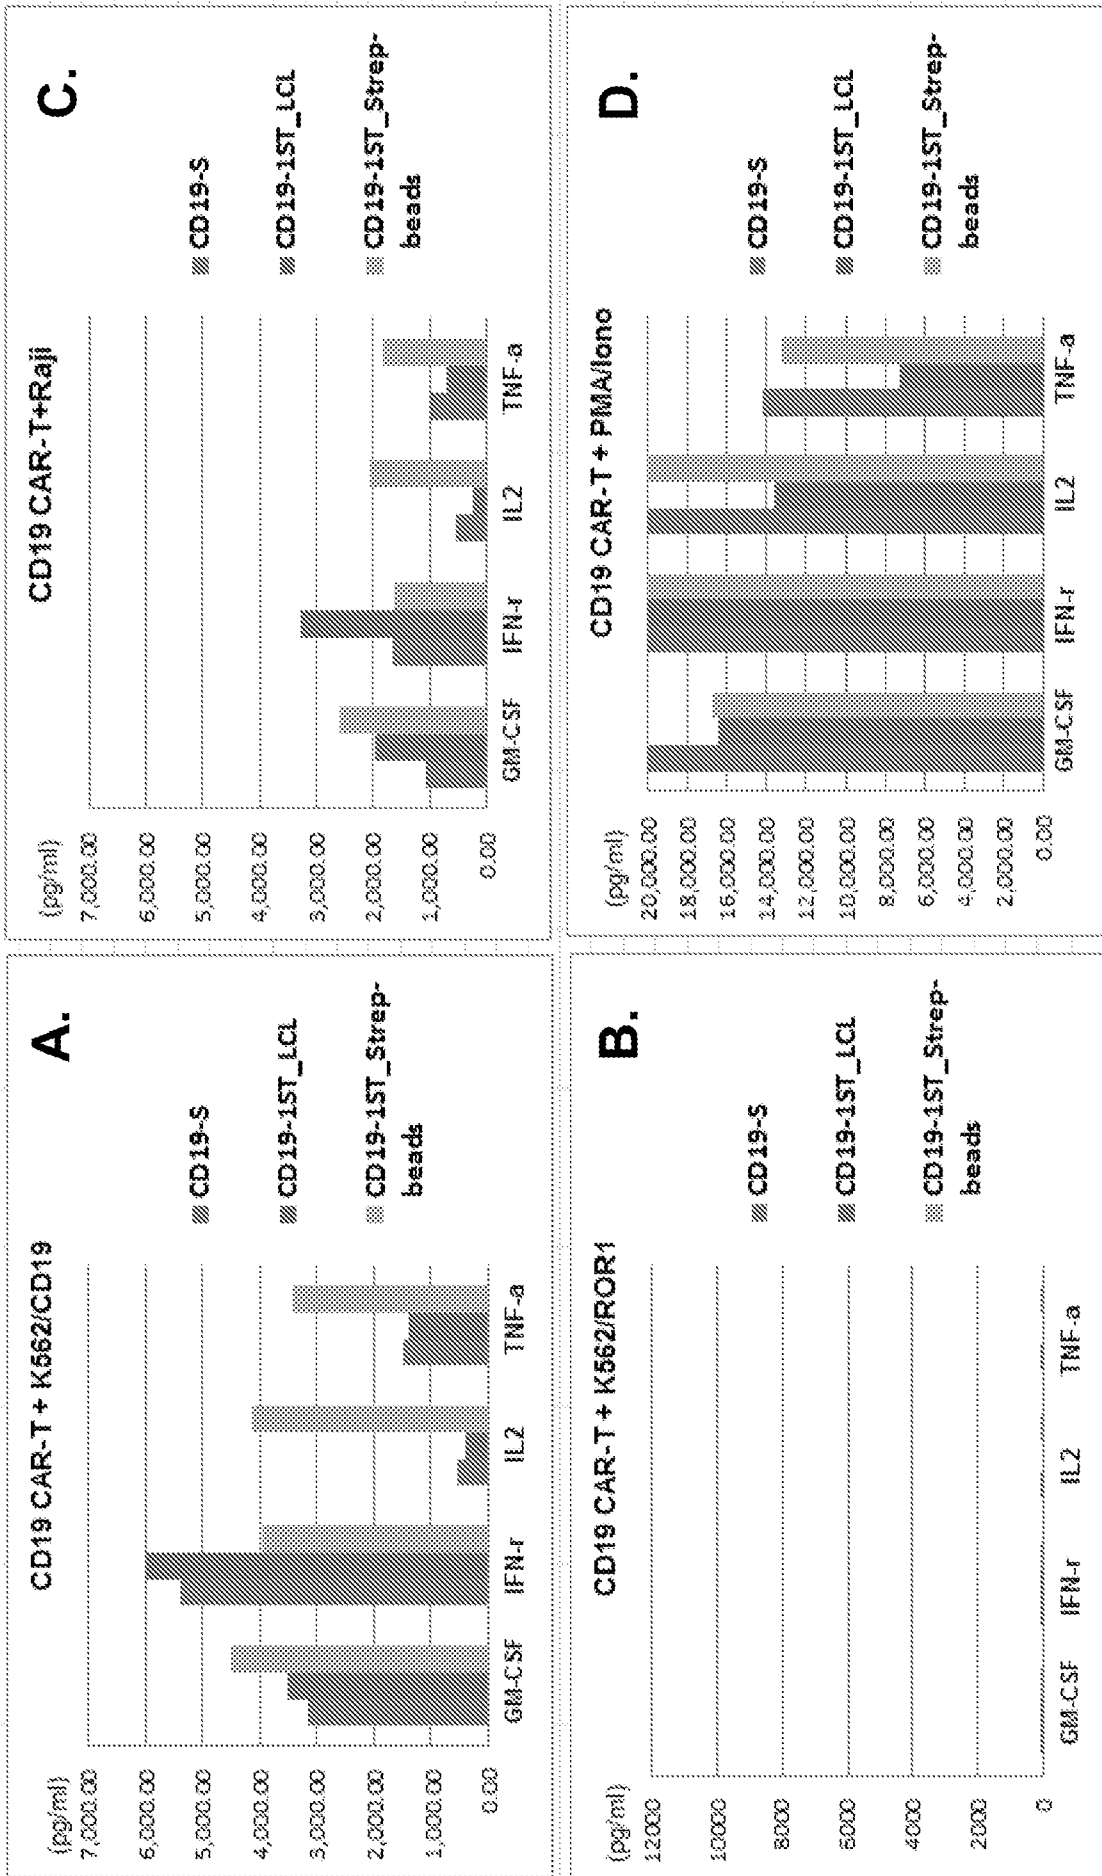 A.
CD19 CAR-T + K562/CD19
(pg/ml)
7,000.00
6,000.00
5,000.00
4,000.00
3,000.00
2,000.00
1,000.00
0.00
GM-CSF IFN-r IL2 TNF-a
CD19-S
CD19-1ST_LCL
CD19-1ST_Strep-
beads
B.
CD19 CAR-T + K562/ROR1
(pg/ml)
12000
10000
8000
6000
4000
2000
0
GM-CSF IFN-r IL2 TNF-a
CD19-S
CD19-1ST_LCL
CD19-1ST_Strep-
beads
C.
CD19 CAR-T+Raji
(pg/ml)
7,000.00
6,000.00
5,000.00
4,000.00
3,000.00
2,000.00
1,000.00
0.00
GM-CSF IFN-r IL2 TNF-a
CD19-S
CD19-1ST_LCL
CD19-1ST_Strep-
beads
D.
CD19 CAR-T + PMA/Iono
(pg/ml)
20,000.00
18,000.00
16,000.00
14,000.00
12,000.00
10,000.00
8,000.00
6,000.00
4,000.00
2,000.00
0.00
GM-CSF IFN-r IL2 TNF-a
CD19-S
CD19-1ST_LCL
CD19-1ST_Strep-
beads